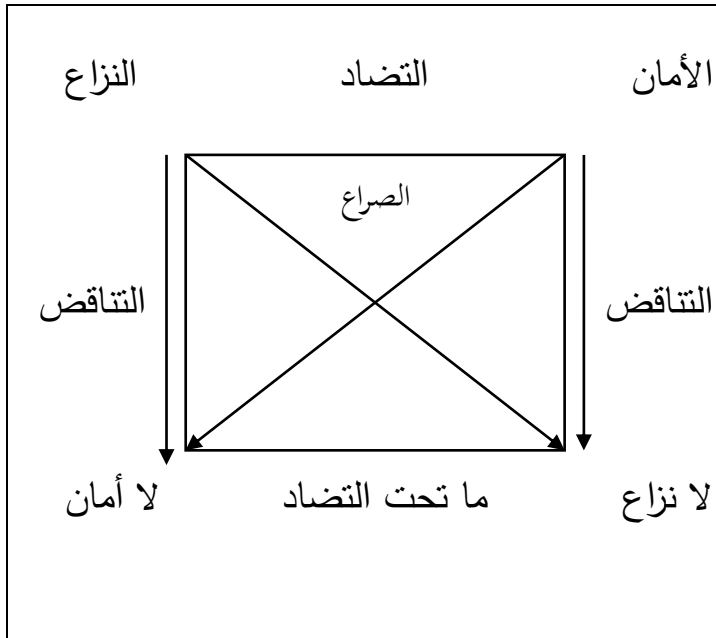 الأمان التضاد النزاع
الصراع
التناقض التناقض
لا نزاع ما تحت التضاد لا أمان